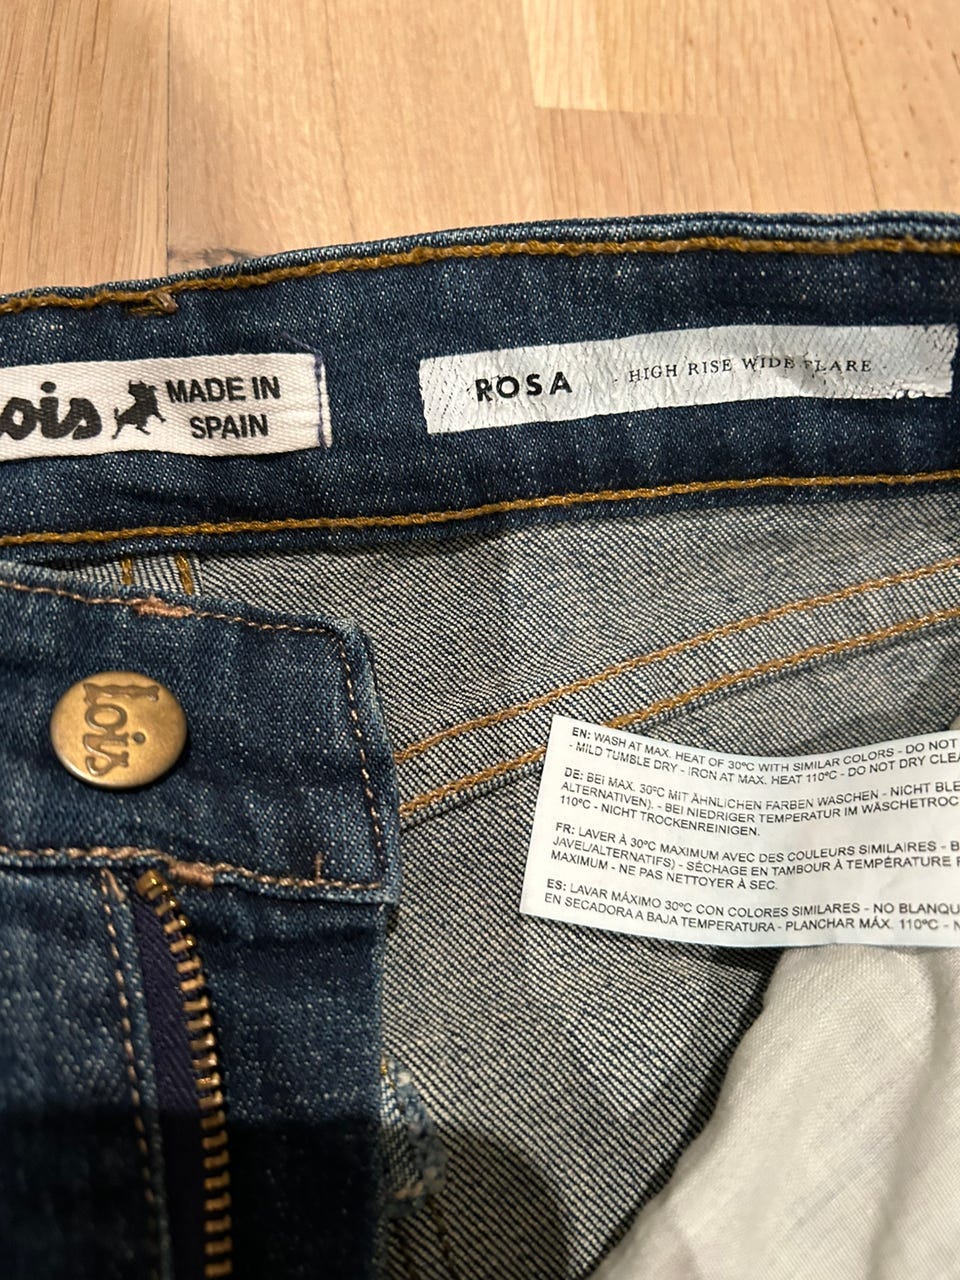 ois MADE IN
SPAIN
ROSA HIGH RISE WIDE FLARE
Lois
EN: WASH AT MAX. HEAT OF 30ºC WITH SIMILAR COLORS - DO NOT
- MILD TUMBLE DRY - IRON AT MAX. HEAT 110ºC - DO NOT DRY CLEA
DE: BEI MAX. 30ºC MIT ÄHNLICHEN FARBEN WASCHEN - NICHT BLE
ALTERNATIVEN). - BEI NIEDRIGER TEMPERATUR IM WÄSCHETROC
110ºC - NICHT TROCKENREINIGEN.
FR: LAVER À 30ºC MAXIMUM AVEC DES COULEURS SIMILAIRES - B
JAVEL/ALTERNATIFS) - SÉCHAGE EN TAMBOUR À TEMPÉRATURE
MAXIMUM - NE PAS NETTOYER À SEC.
ES: LAVAR MÁXIMO 30ºC CON COLORES SIMILARES - NO BLANQU
EN SECADORA A BAJA TEMPERATURA - PLANCHAR MÁX. 110ºC - N